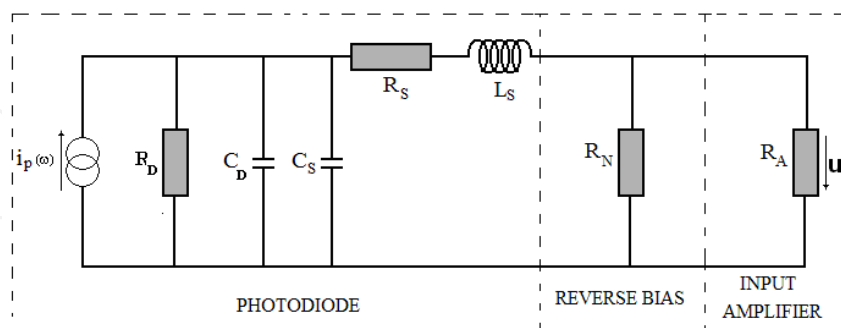 R_S
L_S
i_p(ω)
R_D
C_D
C_S
R_N
R_A
u
PHOTODIODE
REVERSE BIAS
INPUT
AMPLIFIER